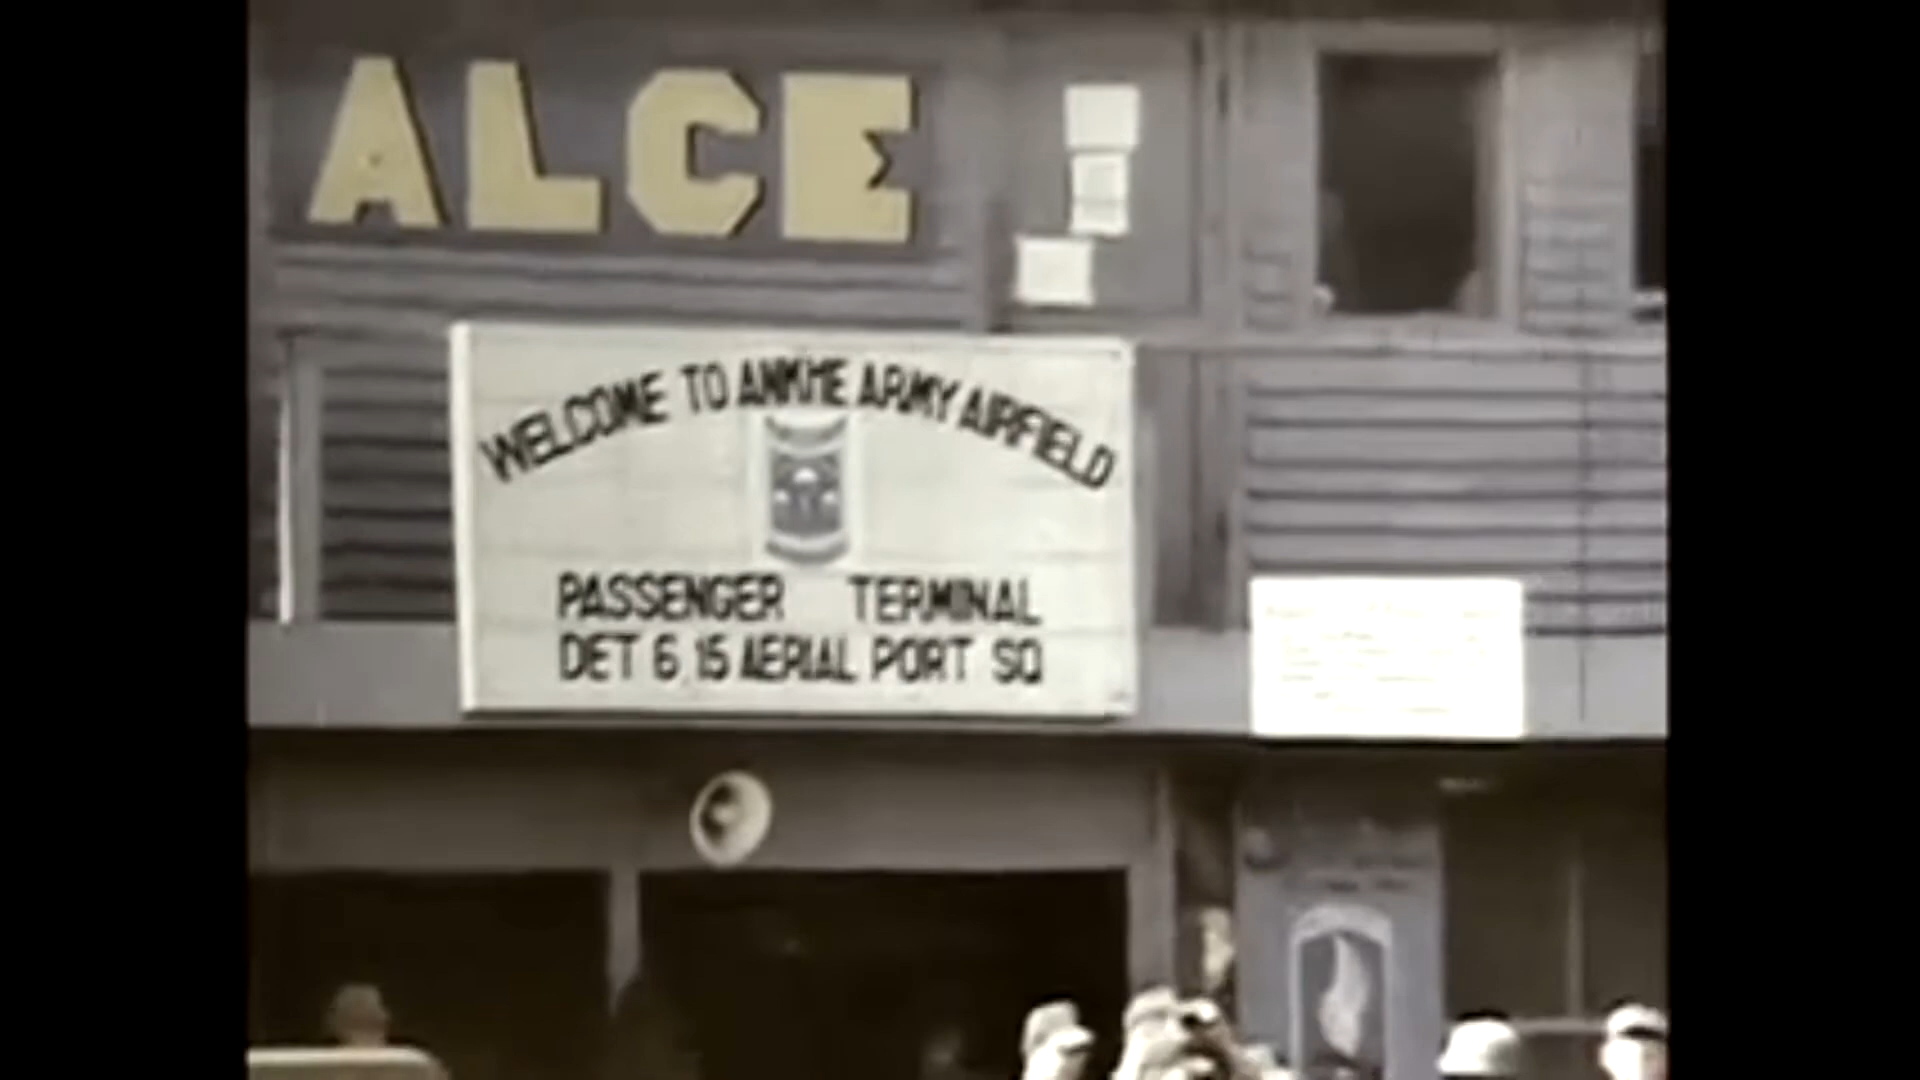 ALCE
WELCOME TO ANKHE ARMY AIRFIELD
PASSENGER TERMINAL
DET 6, 15 AERIAL PORT SQ